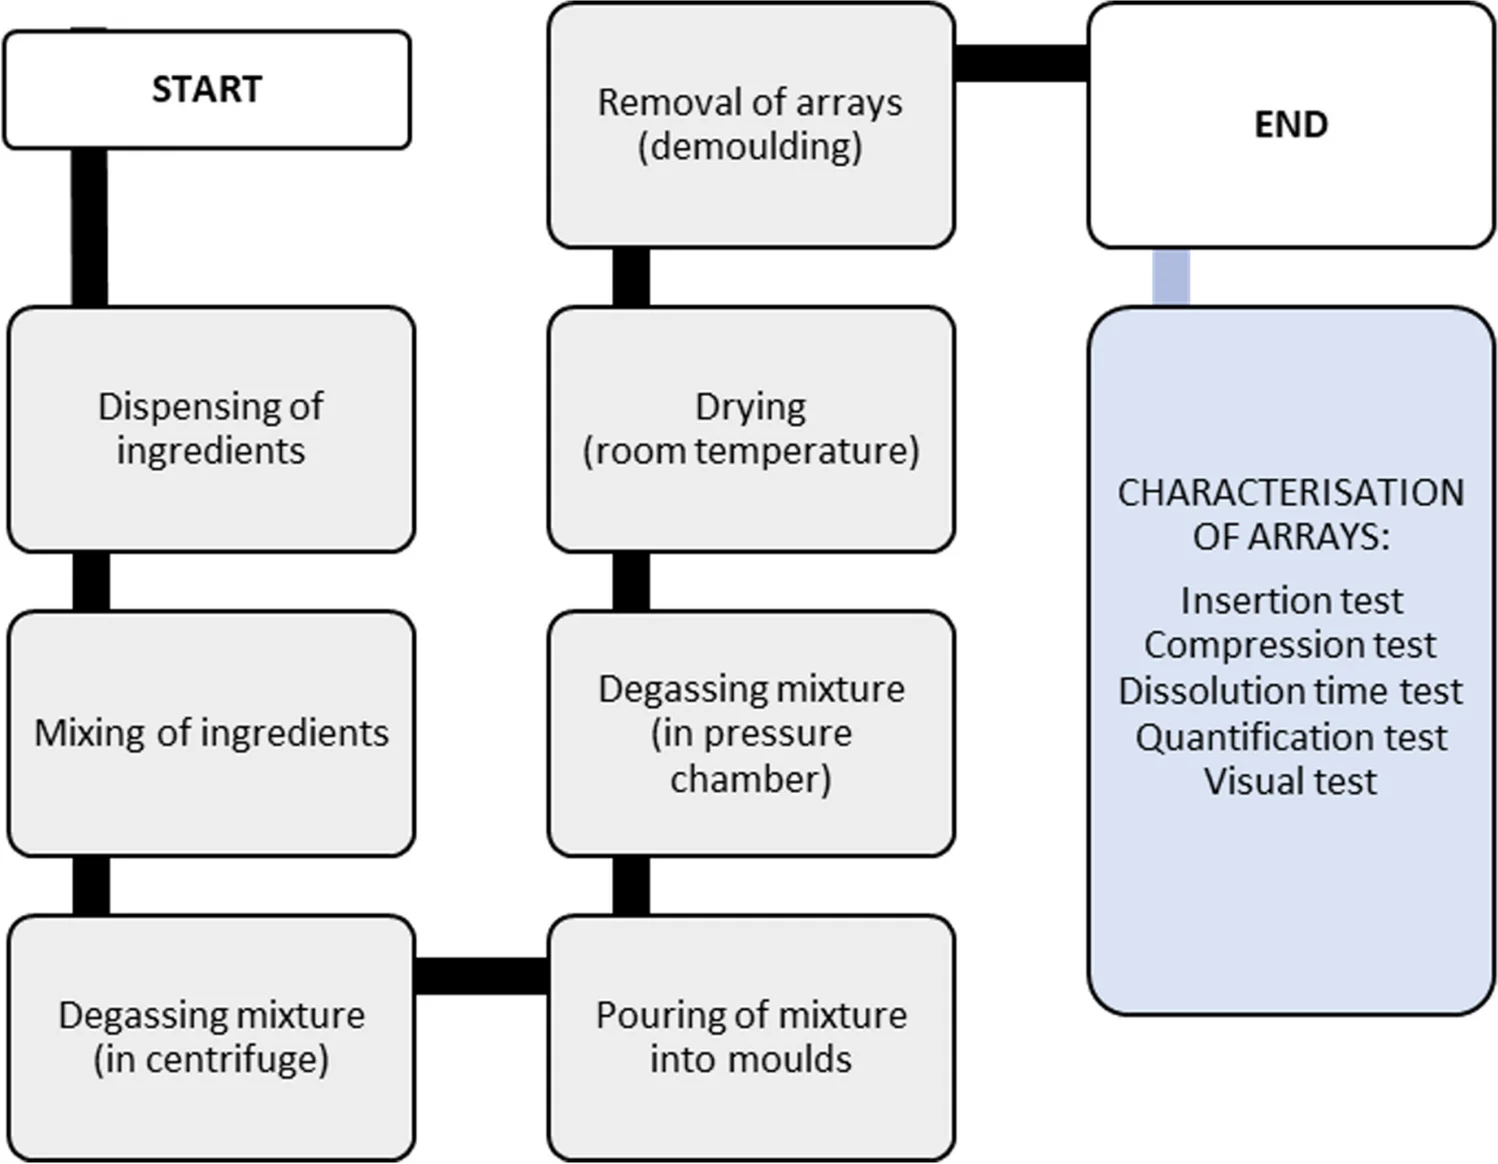 START
Dispensing of
ingredients
Mixing of ingredients
Degassing mixture
(in centrifuge)
Pouring of mixture
into moulds
Degassing mixture
(in pressure
chamber)
Drying
(room temperature)
Removal of arrays
(demoulding)
END
CHARACTERISATION
OF ARRAYS:
Insertion test
Compression test
Dissolution time test
Quantification test
Visual test